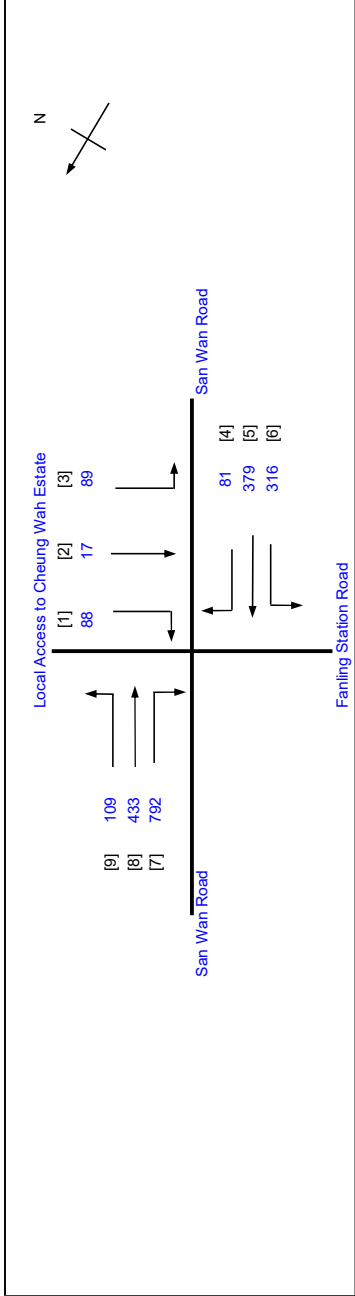 Local Access to Cheung Wah Estate
N
[1] [2] [3]
88 17 89
[9] 109
[8] 433
[7] 792
San Wan Road
San Wan Road
81 [4]
379 [5]
316 [6]
Fanling Station Road